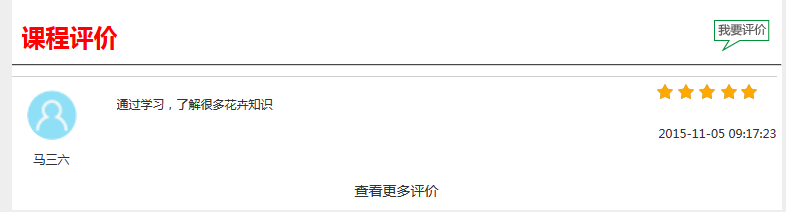 课程评价
我要评价
通过学习，了解很多花卉知识
2015-11-05 09:17:23
马三六
查看更多评价